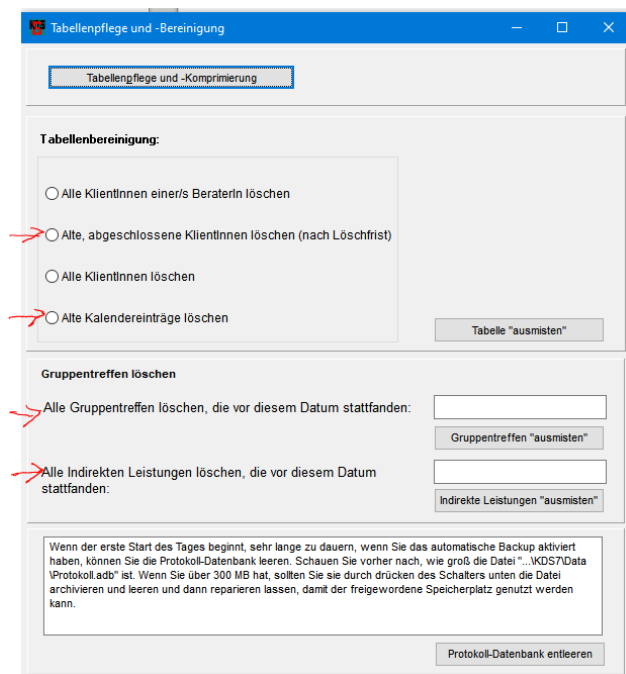 Tabellenpflege und -Bereinigung
Tabellenpflege und -Komprimierung
Tabellenbereinigung:
Alle KlientInnen einer/s BeraterIn löschen
Alte, abgeschlossene KlientInnen löschen (nach Löschfrist)
Alle KlientInnen löschen
Alte Kalendereinträge löschen
Tabelle "ausmisten"
Gruppentreffen löschen
Alle Gruppentreffen löschen, die vor diesem Datum stattfanden:
Gruppentreffen "ausmisten"
Alle Indirekten Leistungen löschen, die vor diesem Datum
stattfanden:
Indirekte Leistungen "ausmisten"
Wenn der erste Start des Tages beginnt, sehr lange zu dauern, wenn Sie das automatische Backup aktiviert
haben, können Sie die Protokoll-Datenbank leeren. Schauen Sie vorher nach, wie groß die Datei "...\KDS7\Data
\Protokoll.adb" ist. Wenn Sie über 300 MB hat, sollten Sie sie durch drücken des Schalters unten die Datei
archivieren und leeren und dann reparieren lassen, damit der freigewordene Speicherplatz genutzt werden
kann.
Protokoll-Datenbank entleeren